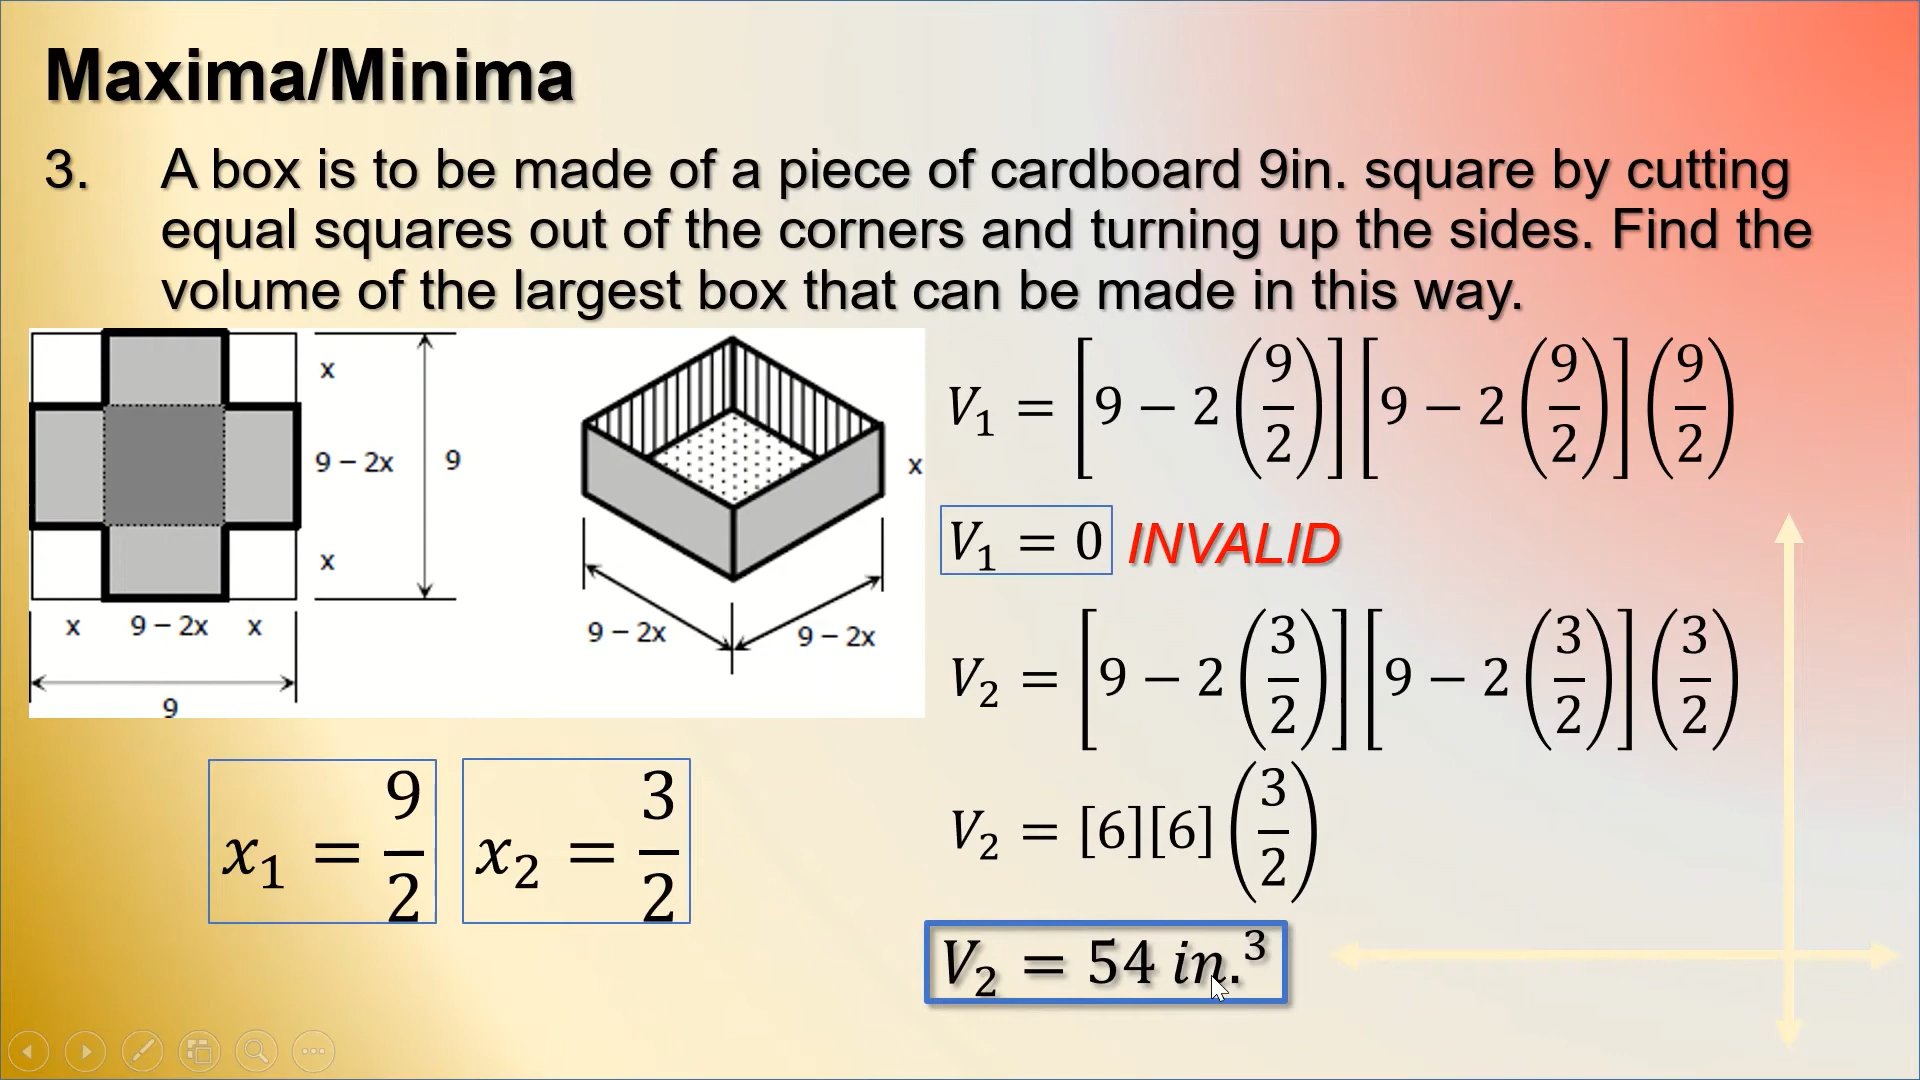 Maxima/Minima
3. A box is to be made of a piece of cardboard 9in. square by cutting
equal squares out of the corners and turning up the sides. Find the
volume of the largest box that can be made in this way.
x
9 – 2x
9
x
x 9 – 2x x
9
x
9 – 2x 9 – 2x
x₁ = 9/2
x₂ = 3/2
V₁ = [9 − 2(9/2)][9 − 2(9/2)](9/2)
V₁ = 0 INVALID
V₂ = [9 − 2(3/2)][9 − 2(3/2)](3/2)
V₂ = [6][6](3/2)
V₂ = 54 in.³